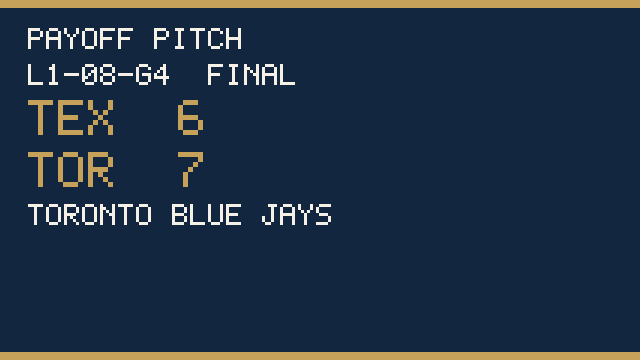 PAYOFF PITCH
L1-08-G4  FINAL
TEX  6
TOR  7
TORONTO BLUE JAYS